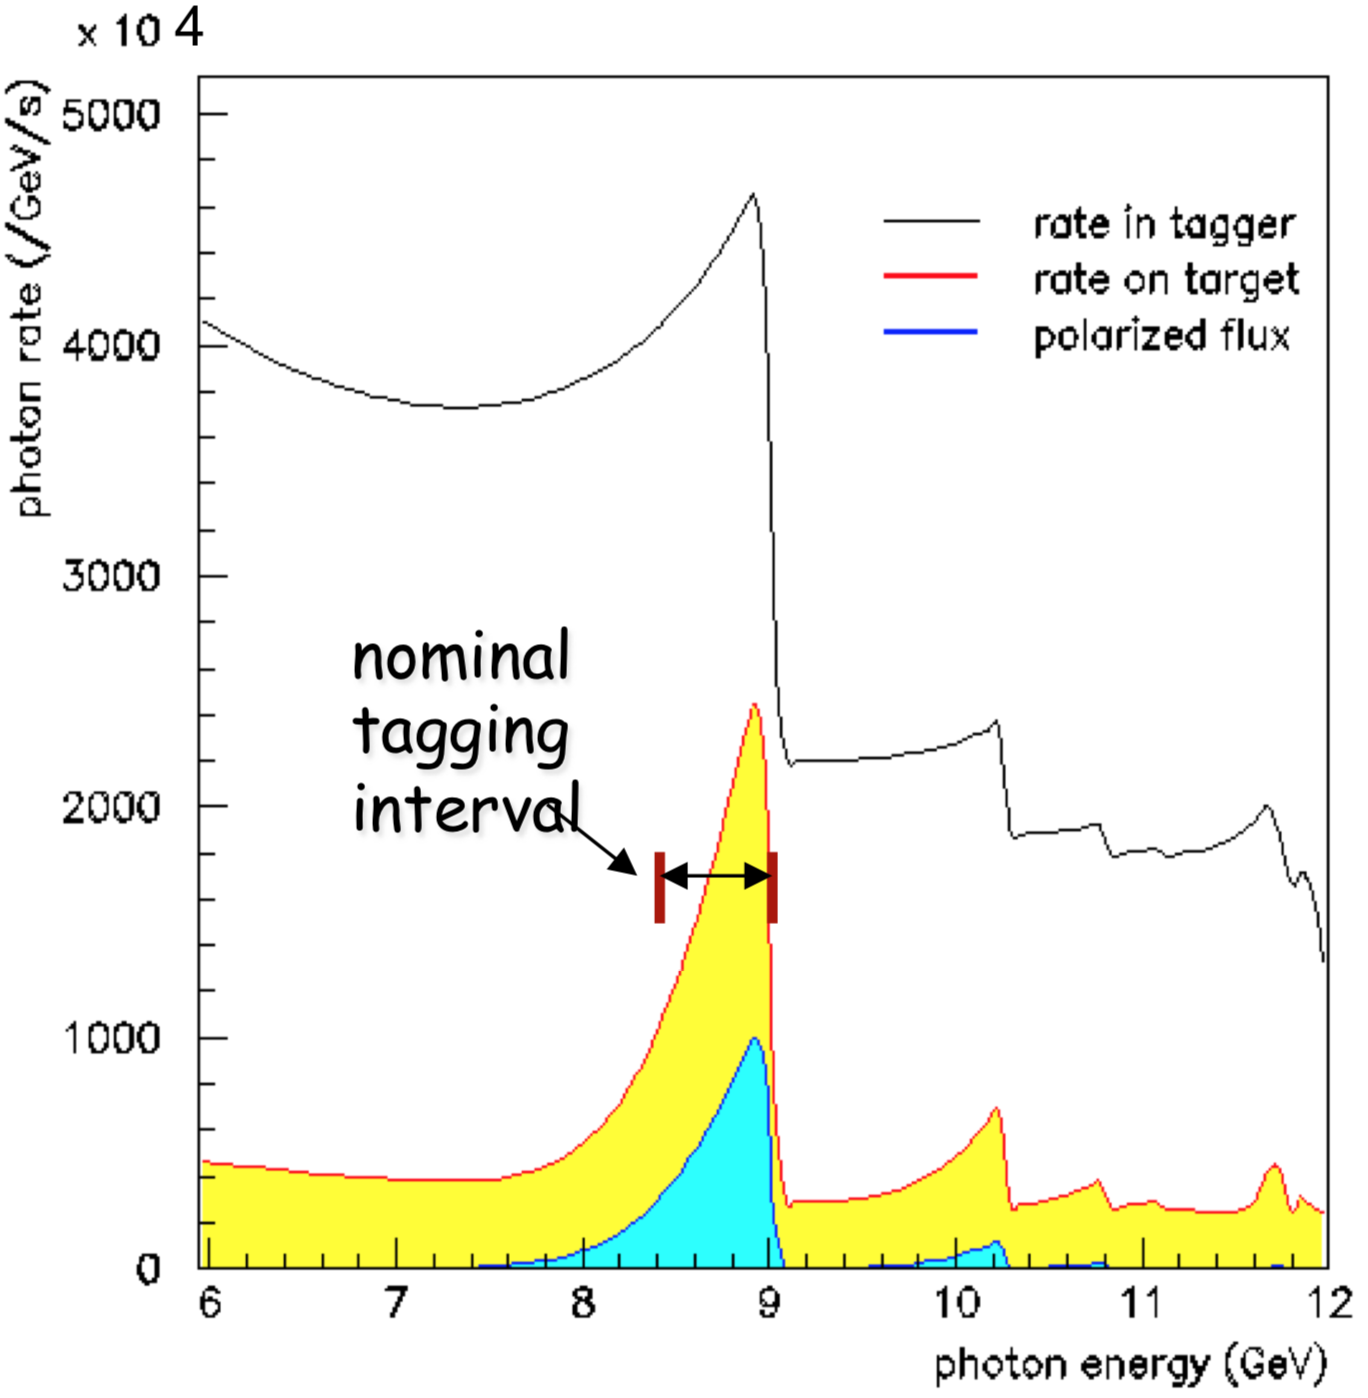 x 10 4
photon rate (/GeV/s)
5000
4000
3000
2000
1000
0
rate in tagger
rate on target
polarized flux
nominal
tagging
interval
6 7 8 9 10 11 12
photon energy (GeV)